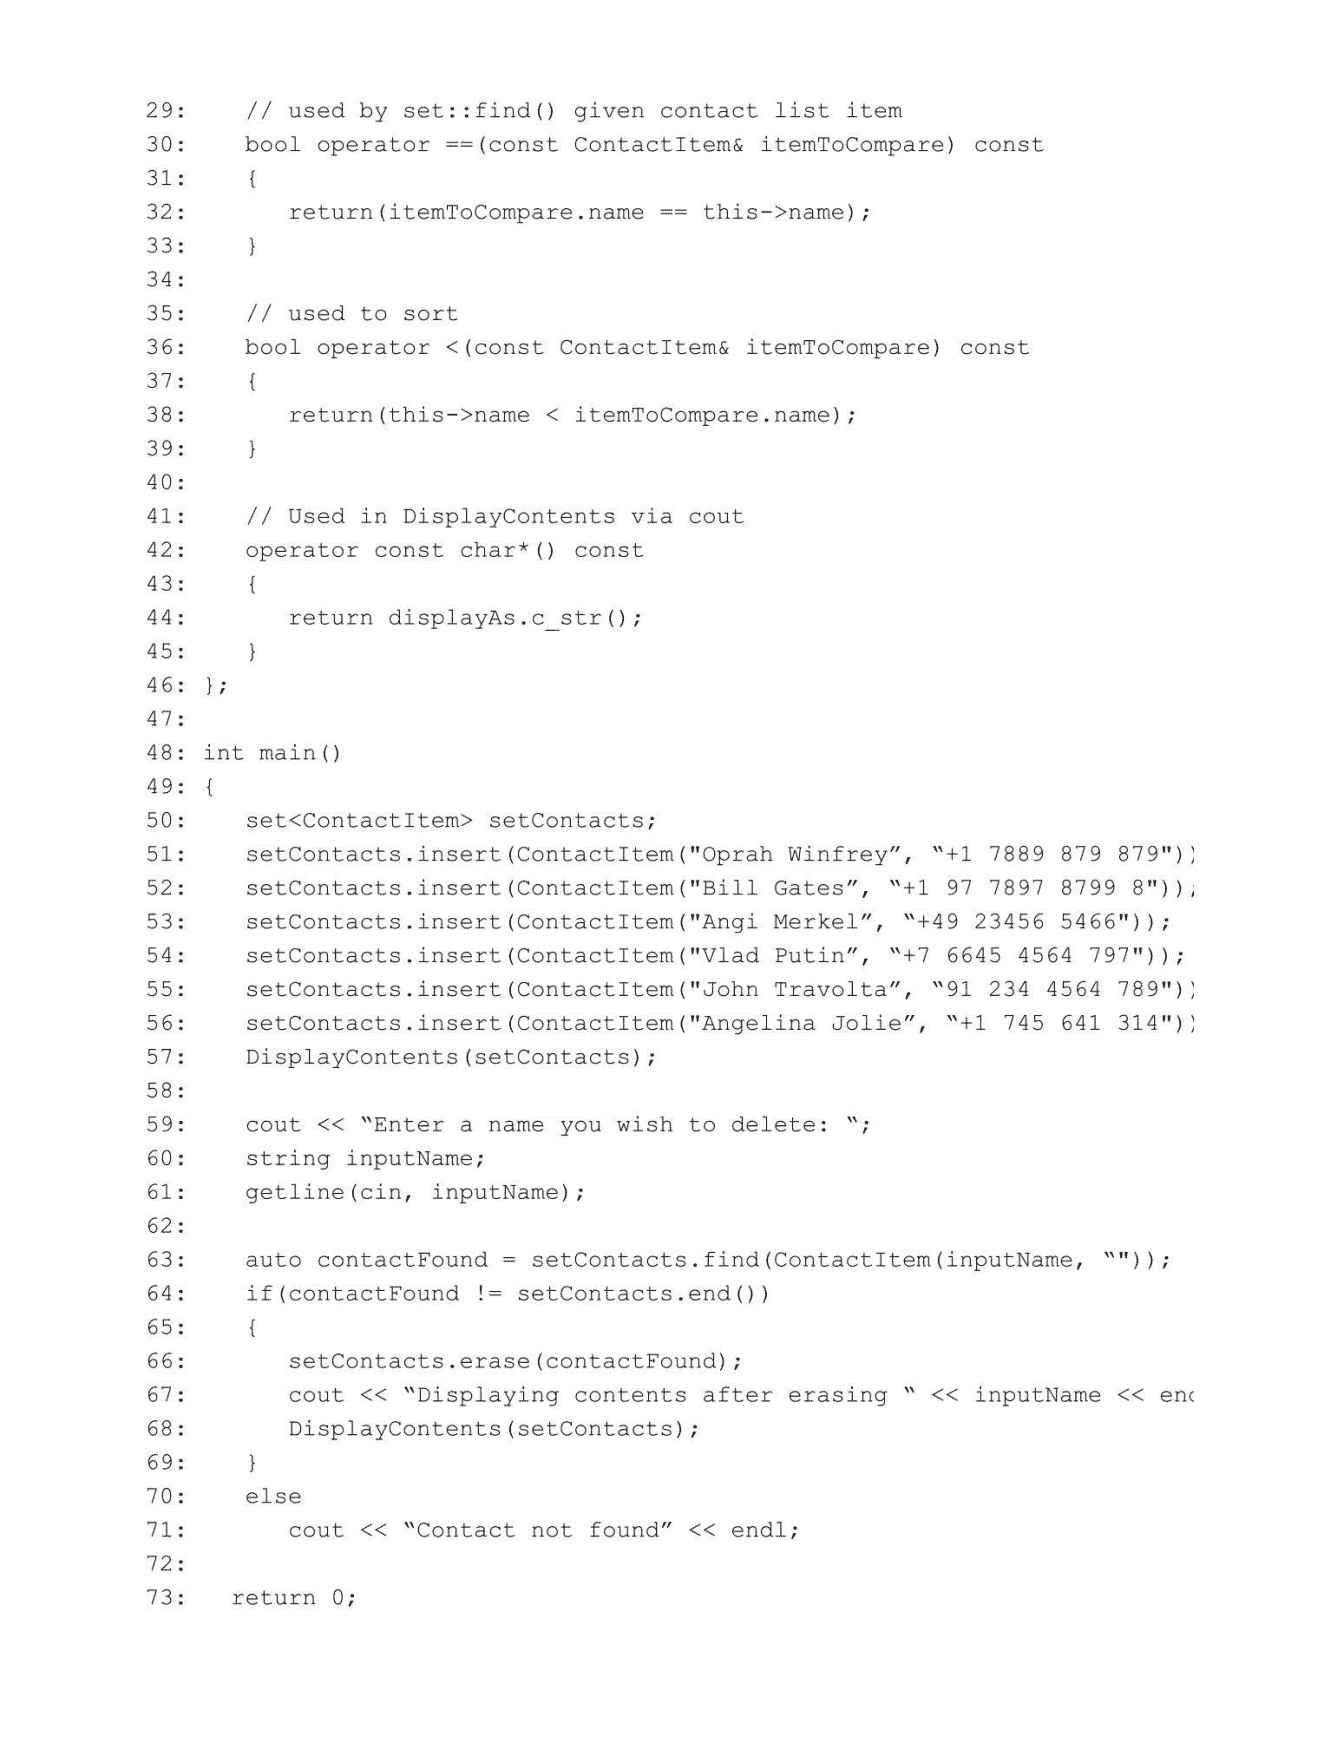 29:    // used by set::find() given contact list item
30:    bool operator ==(const ContactItem& itemToCompare) const
31:    {
32:       return(itemToCompare.name == this->name);
33:    }
34:
35:    // used to sort
36:    bool operator <(const ContactItem& itemToCompare) const
37:    {
38:       return(this->name < itemToCompare.name);
39:    }
40:
41:    // Used in DisplayContents via cout
42:    operator const char*() const
43:    {
44:       return displayAs.c_str();
45:    }
46: };
47:
48: int main()
49: {
50:    set<ContactItem> setContacts;
51:    setContacts.insert(ContactItem("Oprah Winfrey”, “+1 7889 879 879"))
52:    setContacts.insert(ContactItem("Bill Gates”, “+1 97 7897 8799 8"));
53:    setContacts.insert(ContactItem("Angi Merkel”, “+49 23456 5466"));
54:    setContacts.insert(ContactItem("Vlad Putin”, “+7 6645 4564 797"));
55:    setContacts.insert(ContactItem("John Travolta”, “91 234 4564 789"))
56:    setContacts.insert(ContactItem("Angelina Jolie”, “+1 745 641 314"))
57:    DisplayContents(setContacts);
58:
59:    cout << “Enter a name you wish to delete: “;
60:    string inputName;
61:    getline(cin, inputName);
62:
63:    auto contactFound = setContacts.find(ContactItem(inputName, “"));
64:    if(contactFound != setContacts.end())
65:    {
66:       setContacts.erase(contactFound);
67:       cout << “Displaying contents after erasing “ << inputName << en
68:       DisplayContents(setContacts);
69:    }
70:    else
71:       cout << “Contact not found” << endl;
72:
73:   return 0;